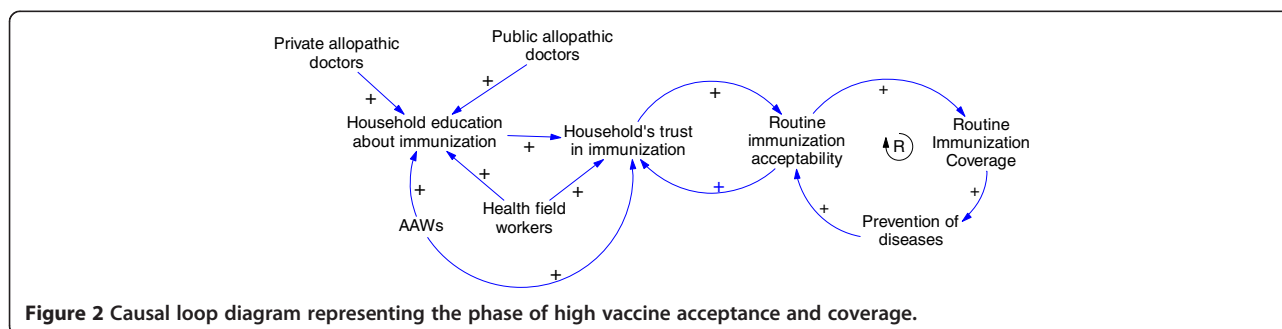 Private allopathic
doctors
Public allopathic
doctors
+
+
Household education
about immunization
+
Household's trust
in immunization
+
Routine
immunization
acceptability
+
R
Routine
Immunization
Coverage
+
+
+
+
AAWs
Health field
workers
+
+
+
Prevention of
diseases
+
Figure 2 Causal loop diagram representing the phase of high vaccine acceptance and coverage.